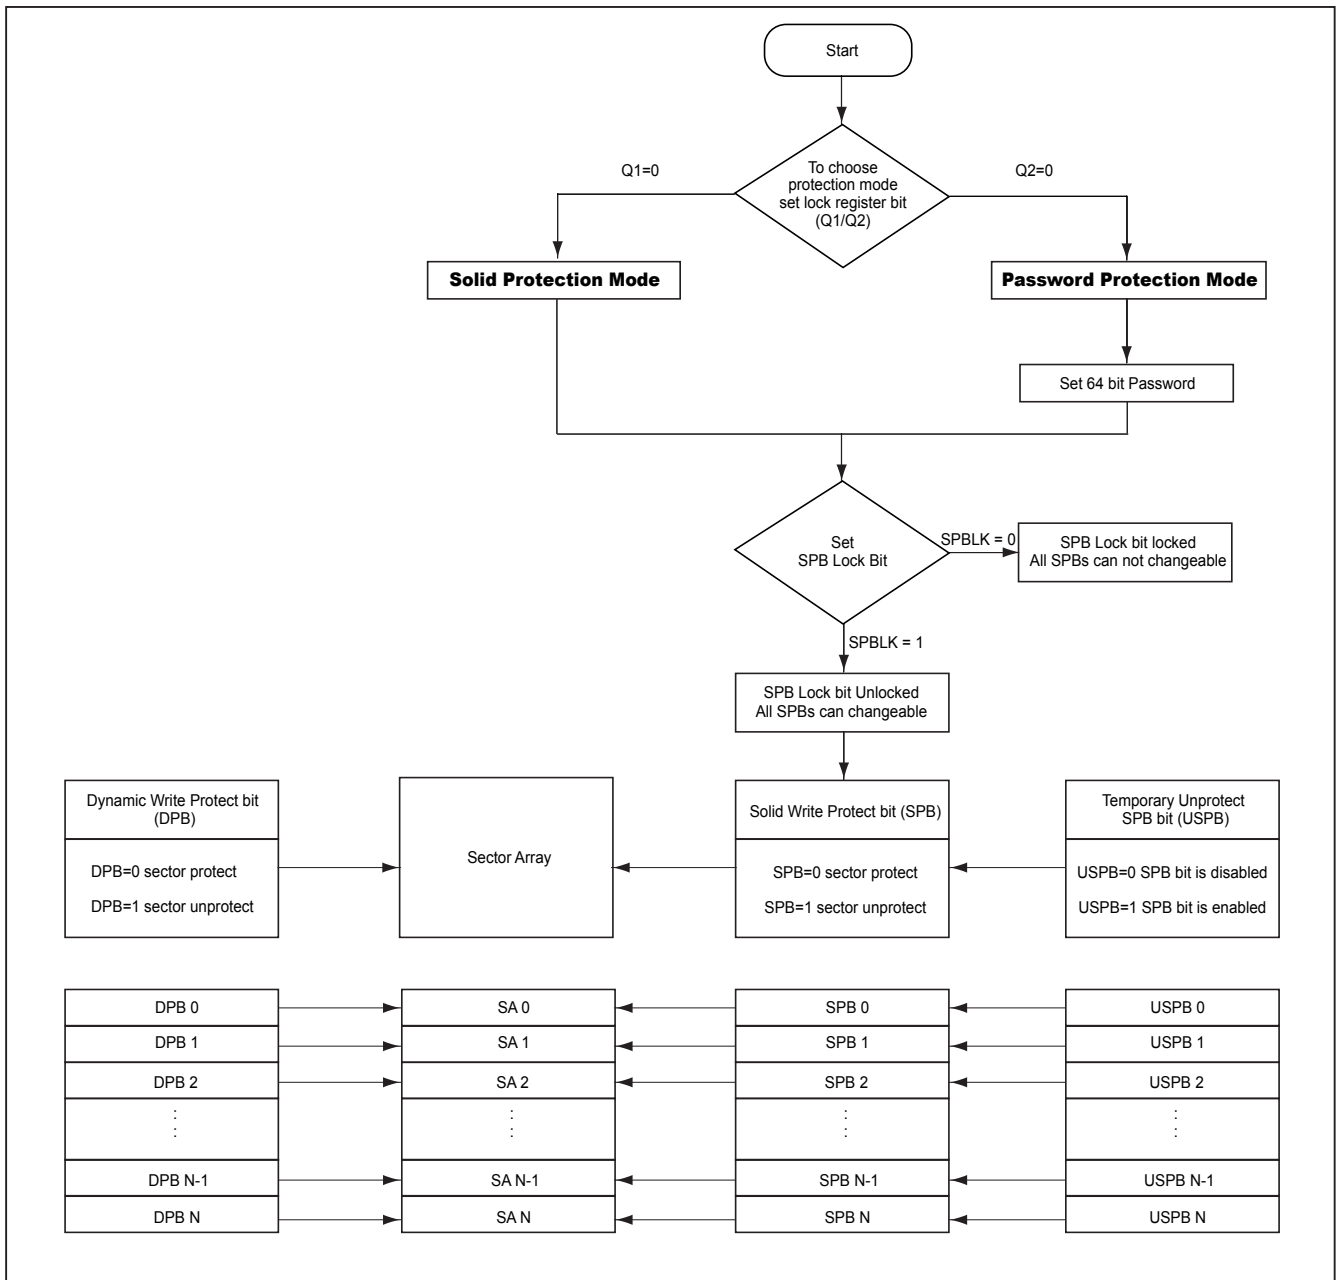 Start
To choose
protection mode
set lock register bit
(Q1/Q2)
Q1=0
Q2=0
Solid Protection Mode
Password Protection Mode
Set 64 bit Password
Set
SPB Lock Bit
SPBLK = 0
SPB Lock bit locked
All SPBs can not changeable
SPBLK = 1
SPB Lock bit Unlocked
All SPBs can changeable
Dynamic Write Protect bit
(DPB)
DPB=0 sector protect
DPB=1 sector unprotect
Sector Array
Solid Write Protect bit (SPB)
SPB=0 sector protect
SPB=1 sector unprotect
Temporary Unprotect
SPB bit (USPB)
USPB=0 SPB bit is disabled
USPB=1 SPB bit is enabled
DPB 0
SA 0
SPB 0
USPB 0
DPB 1
SA 1
SPB 1
USPB 1
DPB 2
SA 2
SPB 2
USPB 2
DPB N-1
SA N-1
SPB N-1
USPB N-1
DPB N
SA N
SPB N
USPB N